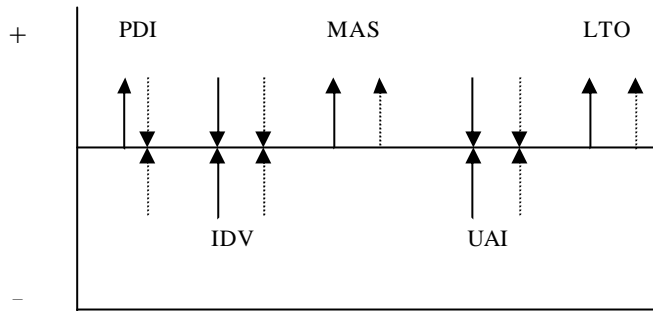 + PDI MAS LTO
IDV UAI
–